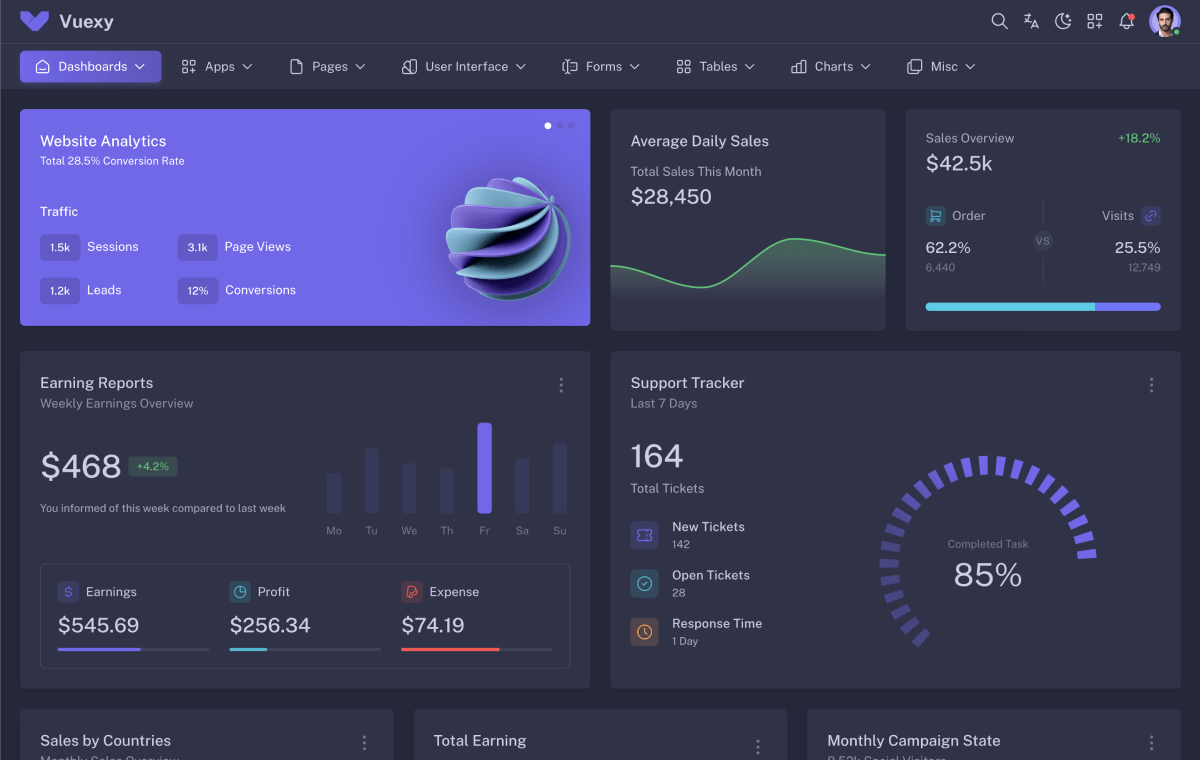 Vuexy
Dashboards
Apps
Pages
User Interface
Forms
Tables
Charts
Misc
Website Analytics
Total 28.5% Conversion Rate
Traffic
1.5k Sessions
3.1k Page Views
1.2k Leads
12% Conversions
Average Daily Sales
Total Sales This Month
$28,450
Sales Overview
+18.2%
$42.5k
Order
Visits
VS
62.2%
25.5%
6,440
12,749
Earning Reports
Weekly Earnings Overview
$468
+4.2%
You informed of this week compared to last week
Mo Tu We Th Fr Sa Su
Earnings
$545.69
Profit
$256.34
Expense
$74.19
Support Tracker
Last 7 Days
164
Total Tickets
New Tickets
142
Open Tickets
28
Response Time
1 Day
Completed Task
85%
Sales by Countries
Monthly Sales Overview
Total Earning
Monthly Campaign State
8.52k Social Visitors